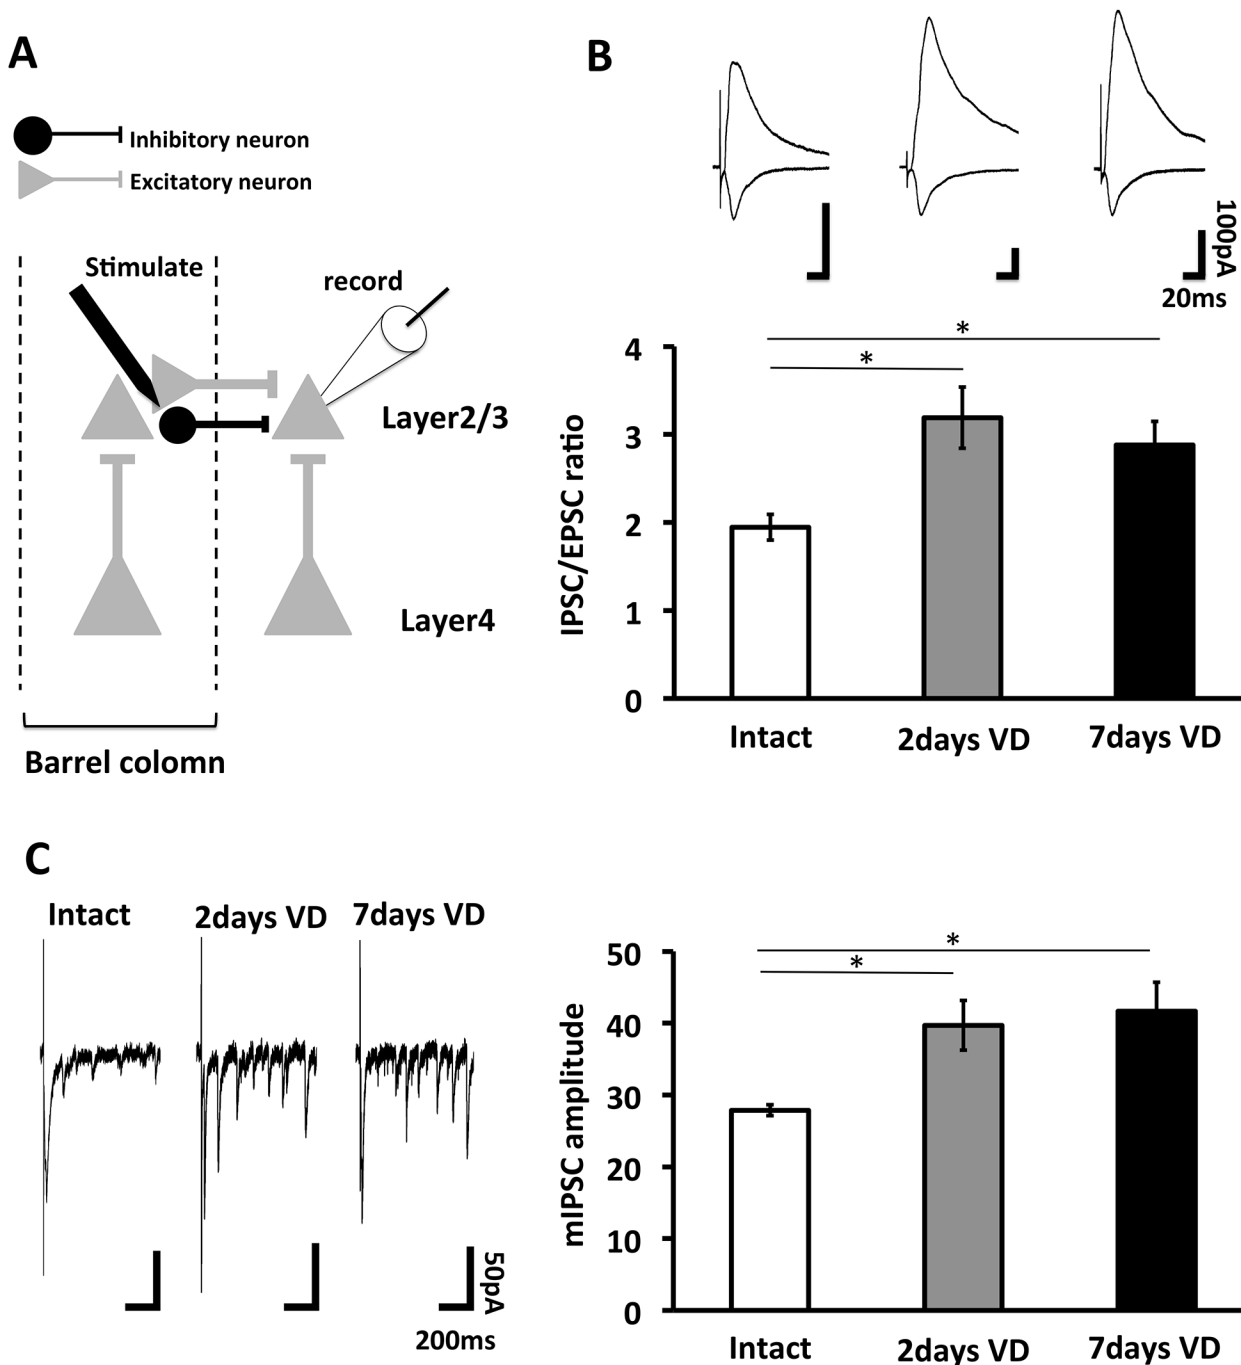 A
Inhibitory neuron
Excitatory neuron
Stimulate
record
Layer2/3
Layer4
Barrel colomn
B
100pA
20ms
*
*
4
3
2
1
0
IPSC/EPSC ratio
Intact
2days VD
7days VD
C
Intact
2days VD
7days VD
50pA
200ms
*
*
50
40
30
20
10
0
mIPSC amplitude
Intact
2days VD
7days VD